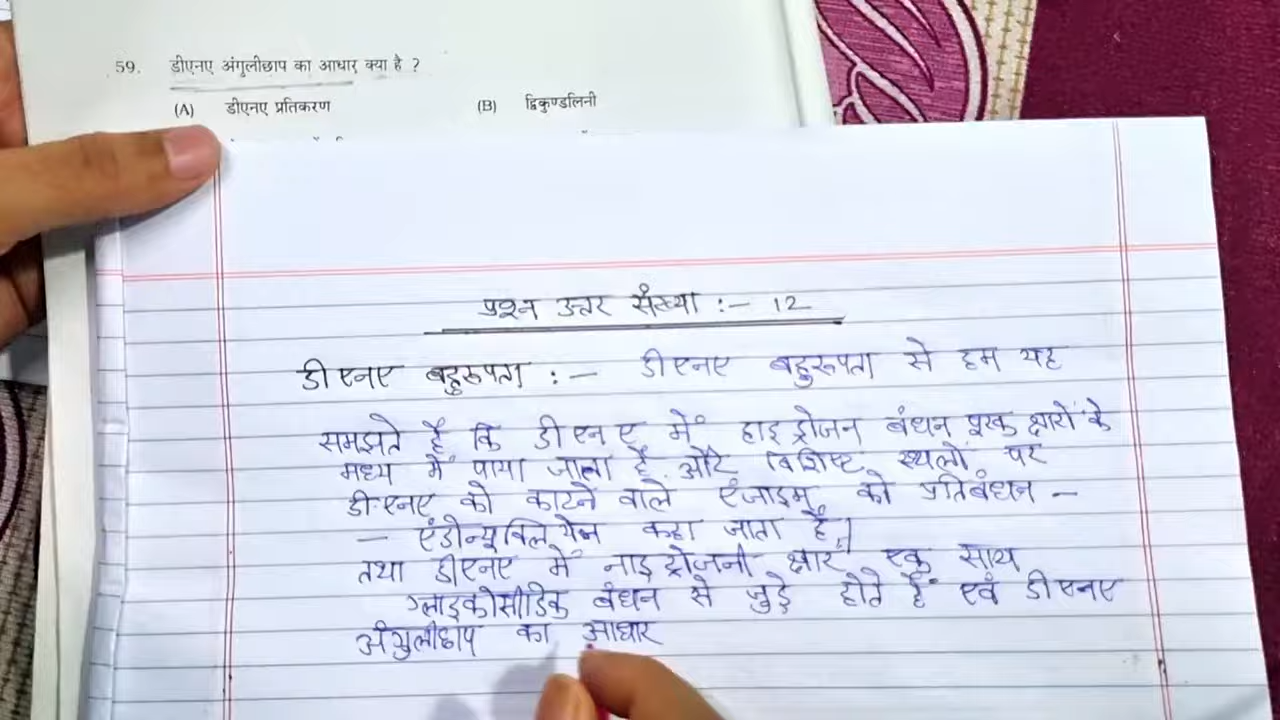 59. डीएनए अंगुलीछाप का आधार क्या है ?
(A) डीएनए प्रतिकरण (B) द्विकुण्डलिनी
प्रश्न उत्तर संख्या :- 12
डीएनए बहुरूपता :- डीएनए बहुरूपता से हम यह
समझते है कि डीएनए में हाइड्रोजन बंधन पूरक क्षारों के
मध्य में पाया जाता है. और विशिष्ट स्थलों पर
डीएनए को काटने वाले एंजाइम को प्रतिबंधन -
- एंडोन्यूक्लियेज कहा जाता है।
तथा डीएनए में नाइट्रोजनी क्षार एक साथ
ग्लाइकोसीडिक बंधन से जुड़े होते हैं एवं डीएनए
अंगुलीछाप का आधार